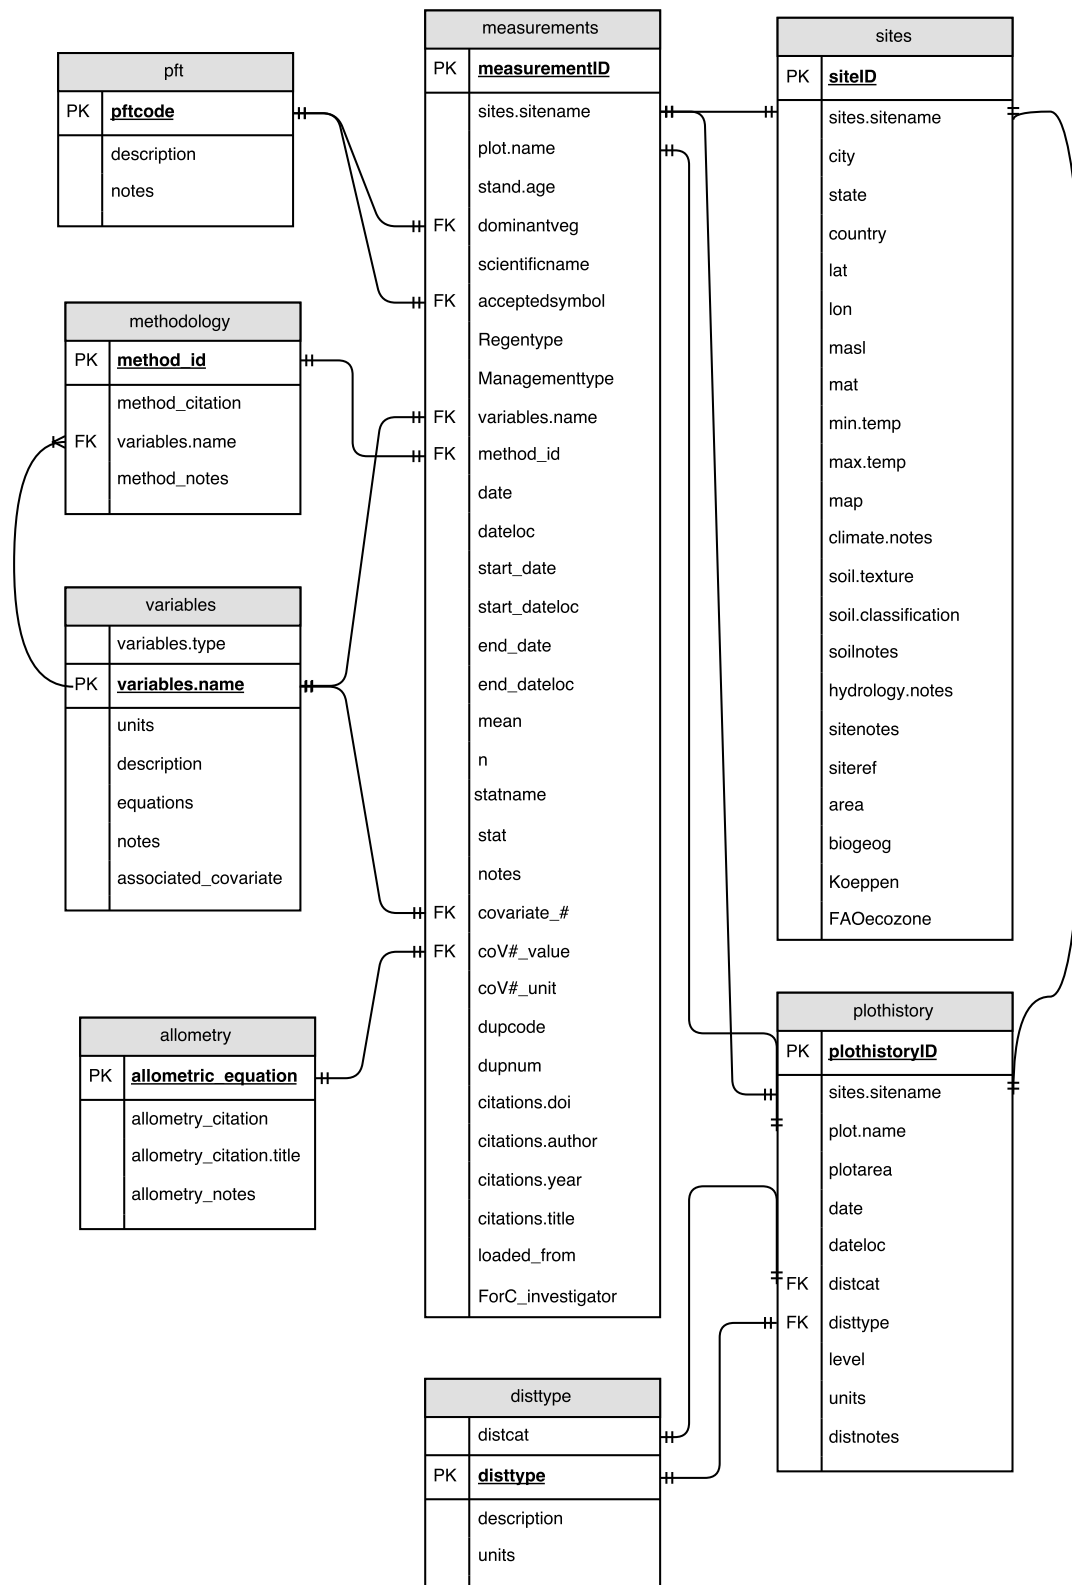 pft
PK pftcode
description
notes
methodology
PK method_id
method_citation
FK variables.name
method_notes
variables
variables.type
PK variables.name
units
description
equations
notes
associated_covariate
allometry
PK allometric_equation
allometry_citation
allometry_citation.title
allometry_notes
measurements
PK measurementID
sites.sitename
plot.name
stand.age
FK dominantveg
scientificname
FK acceptedsymbol
Regentype
Managementtype
FK variables.name
FK method_id
date
dateloc
start_date
start_dateloc
end_date
end_dateloc
mean
n
statname
stat
notes
FK covariate_#
FK coV#_value
coV#_unit
dupcode
dupnum
citations.doi
citations.author
citations.year
citations.title
loaded_from
ForC_investigator
disttype
distcat
PK disttype
description
units
sites
PK siteID
sites.sitename
city
state
country
lat
lon
masl
mat
min.temp
max.temp
map
climate.notes
soil.texture
soil.classification
soilnotes
hydrology.notes
sitenotes
siteref
area
biogeog
Koeppen
FAOecozone
plothistory
PK plothistoryID
sites.sitename
plot.name
plotarea
date
dateloc
FK distcat
FK disttype
level
units
distnotes